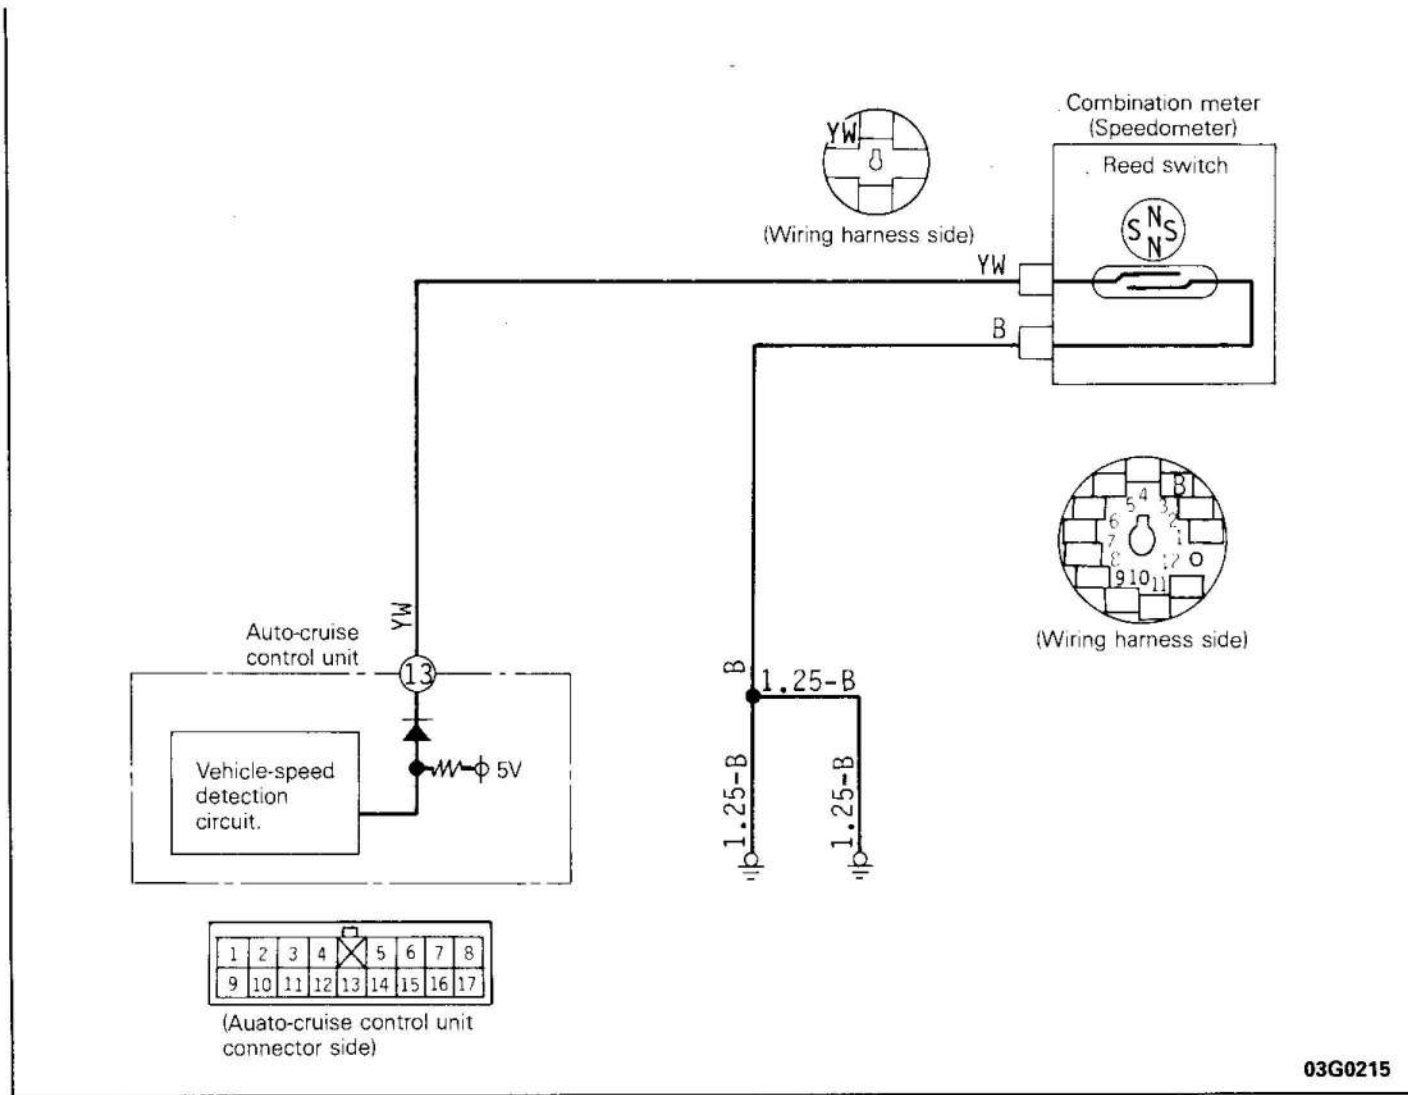 Combination meter
(Speedometer)
Reed switch
N
S S
N
YW
(Wiring harness side)
YW
B
B
5 4 3
6 2
7 1
8 12
9 10 11
(Wiring harness side)
YW
Auto-cruise
control unit
13
B
1.25-B
5V
Vehicle-speed
detection
circuit.
1.25-B
1.25-B
1 2 3 4 5 6 7 8
9 10 11 12 13 14 15 16 17
(Auato-cruise control unit
connector side)
03G0215